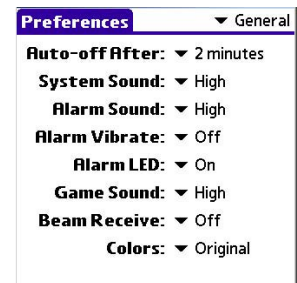 Preferences General
Auto-off After: 2 minutes
System Sound: High
Alarm Sound: High
Alarm Vibrate: Off
Alarm LED: On
Game Sound: High
Beam Receive: Off
Colors: Original